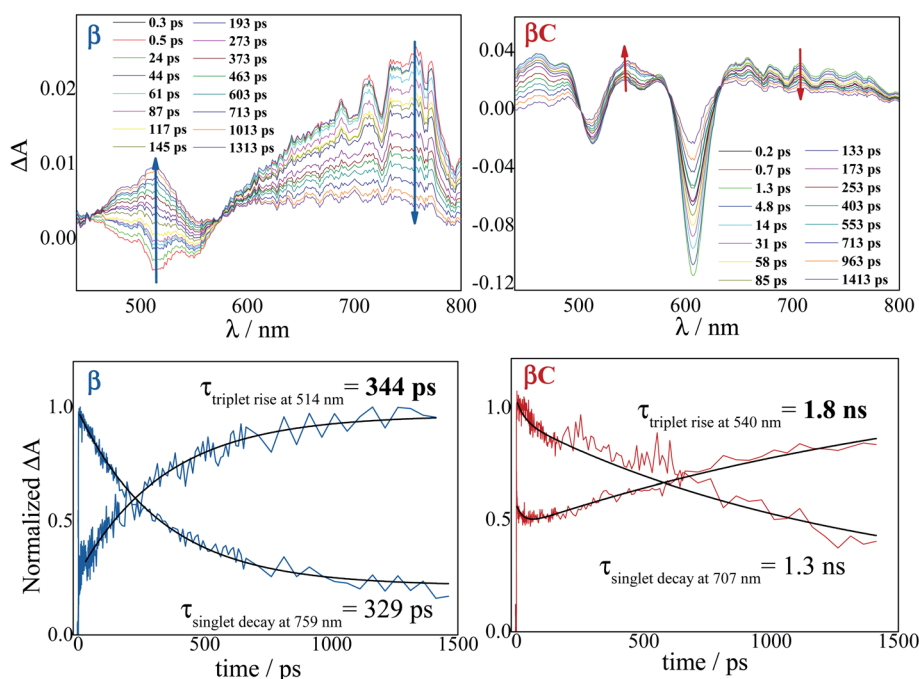 β
0.3 ps 193 ps
0.5 ps 273 ps
24 ps 373 ps
44 ps 463 ps
61 ps 603 ps
87 ps 713 ps
117 ps 1013 ps
145 ps 1313 ps
0.02
0.01
0.00
ΔA
500 600 700 800
λ / nm
βC
0.04
0.00
-0.04
-0.08
-0.12
0.2 ps 133 ps
0.7 ps 173 ps
1.3 ps 253 ps
4.8 ps 403 ps
14 ps 553 ps
31 ps 713 ps
58 ps 963 ps
85 ps 1413 ps
500 600 700 800
λ / nm
β
τ triplet rise at 514 nm = 344 ps
τ singlet decay at 759 nm = 329 ps
1.0
0.5
0.0
Normalized ΔA
0 500 1000 1500
time / ps
βC
τ triplet rise at 540 nm = 1.8 ns
τ singlet decay at 707 nm = 1.3 ns
1.0
0.5
0.0
0 500 1000 1500
time / ps